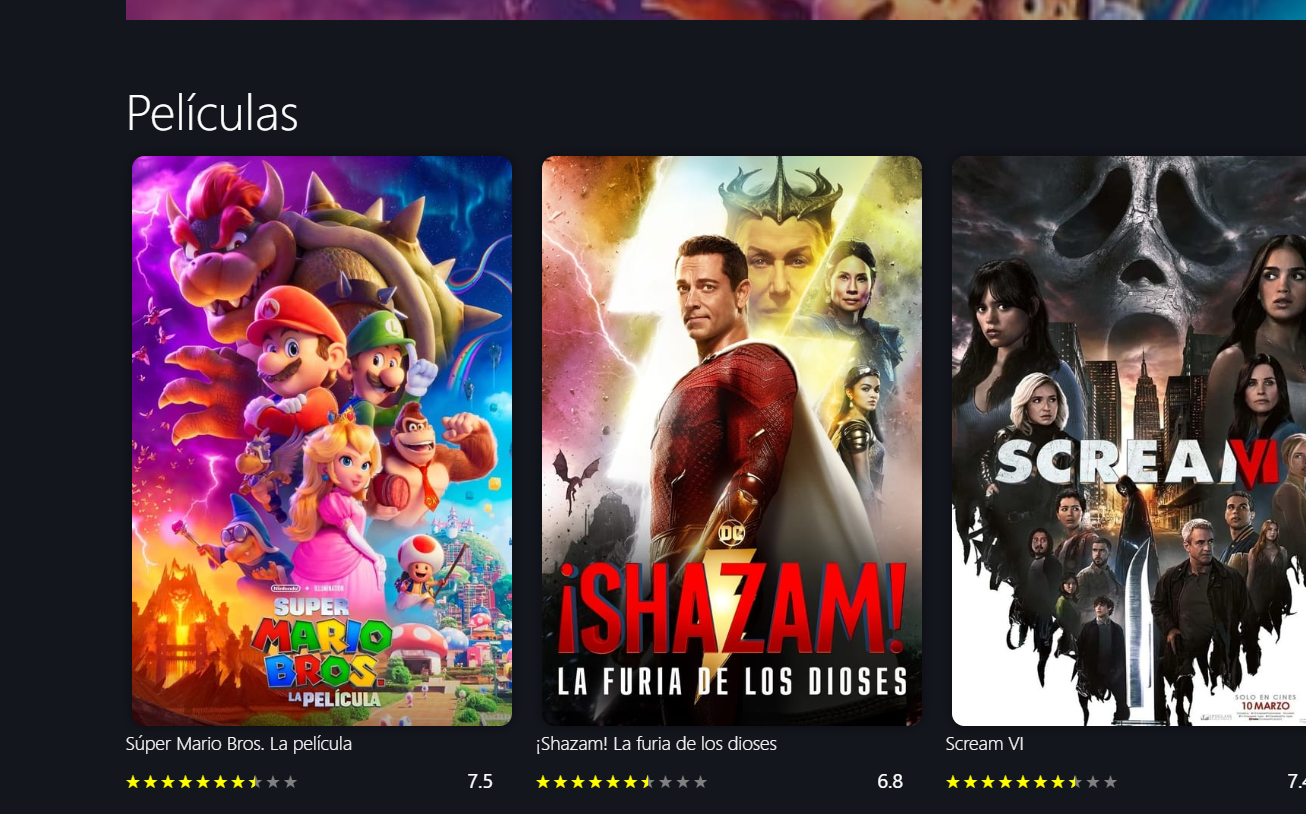 Películas
Nintendo
ILLUMINATION
SUPER
MARIO
BROS.
LA PELÍCULA
DC
¡SHAZAM!
LA FURIA DE LOS DIOSES
SCREAM VI
SOLO EN CINES
10 MARZO
Súper Mario Bros. La película
¡Shazam! La furia de los dioses
Scream VI
7.5
6.8
7.4